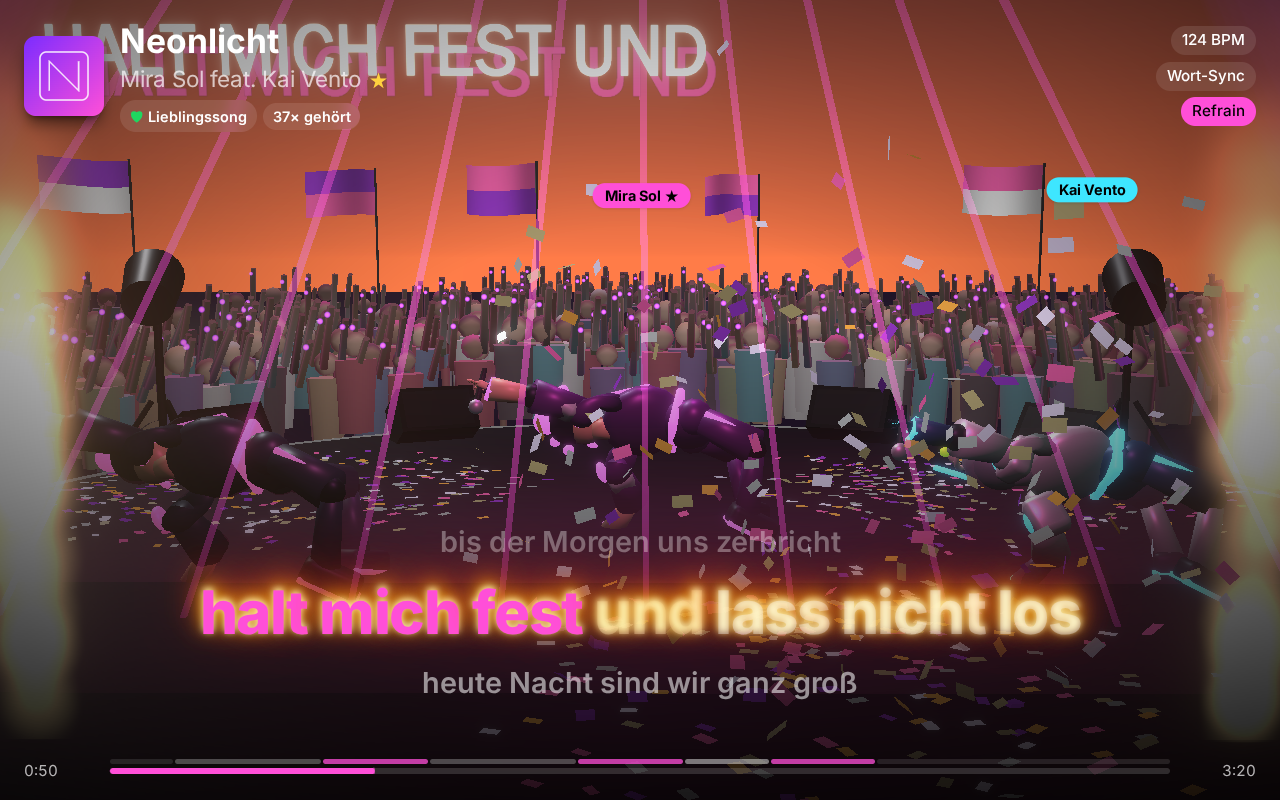 HALT MICH FEST UND
Neonlicht
Mira Sol feat. Kai Vento ★
Lieblingssong
37× gehört
124 BPM
Wort-Sync
Refrain
N
Mira Sol ★
Kai Vento
bis der Morgen uns zerbricht
halt mich fest und lass nicht los
heute Nacht sind wir ganz groß
0:50
3:20